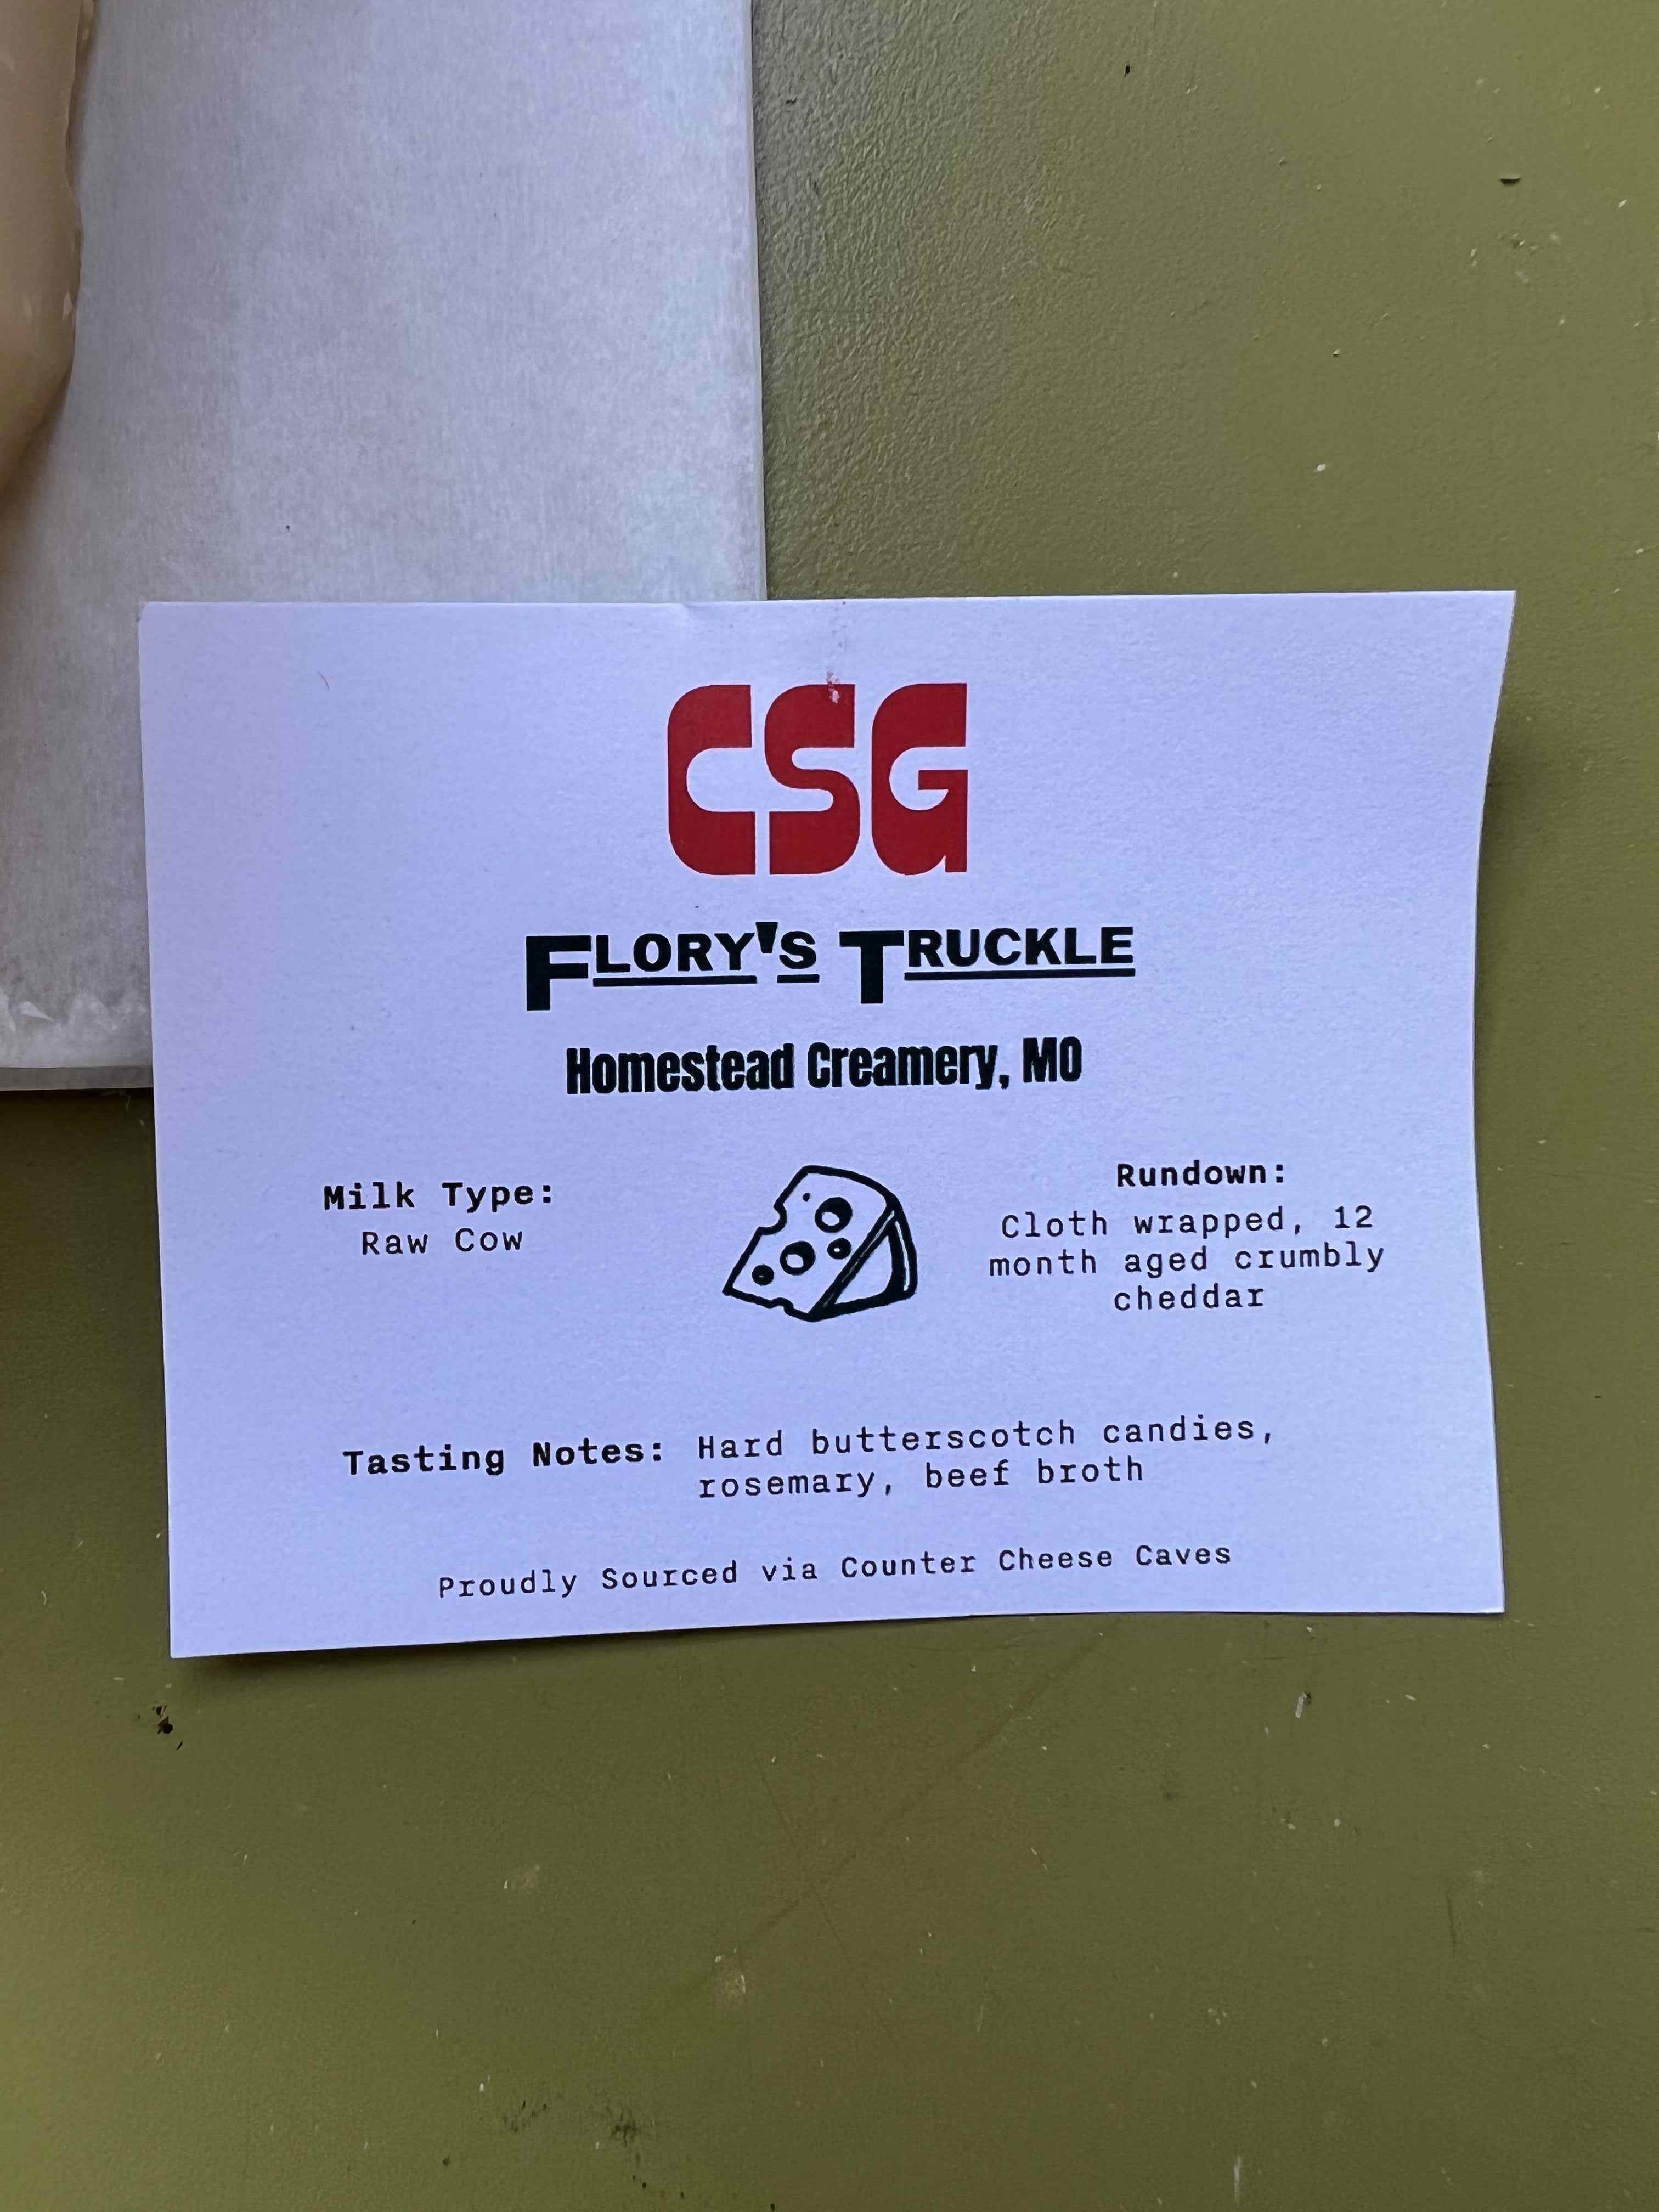 CSG
FLORY'S TRUCKLE
Homestead Creamery, MO
Milk Type:
Raw Cow
Rundown:
Cloth wrapped, 12
month aged crumbly
cheddar
Tasting Notes: Hard butterscotch candies,
rosemary, beef broth
Proudly Sourced via Counter Cheese Caves